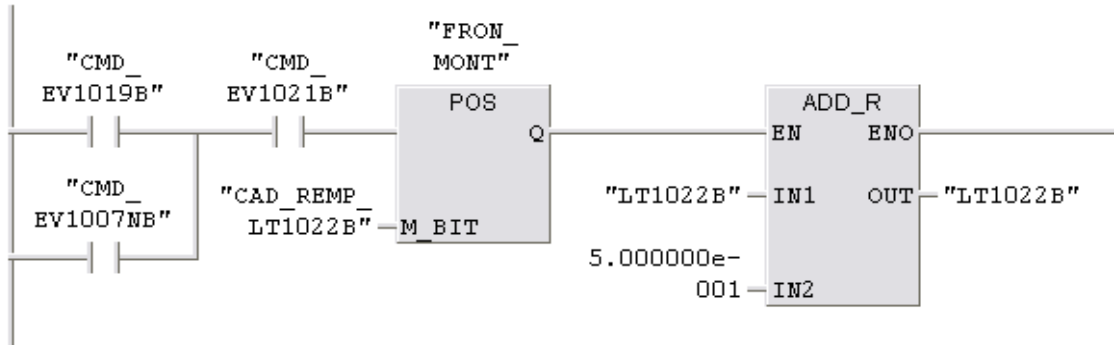 "FRON_
MONT"
"CMD_
EV1019B"
"CMD_
EV1021B"
POS
Q
ADD_R
EN ENO
"CMD_
EV1007NB"
"CAD_REMP_
LT1022B"
M_BIT
"LT1022B"
IN1
OUT
"LT1022B"
5.000000e-
001
IN2